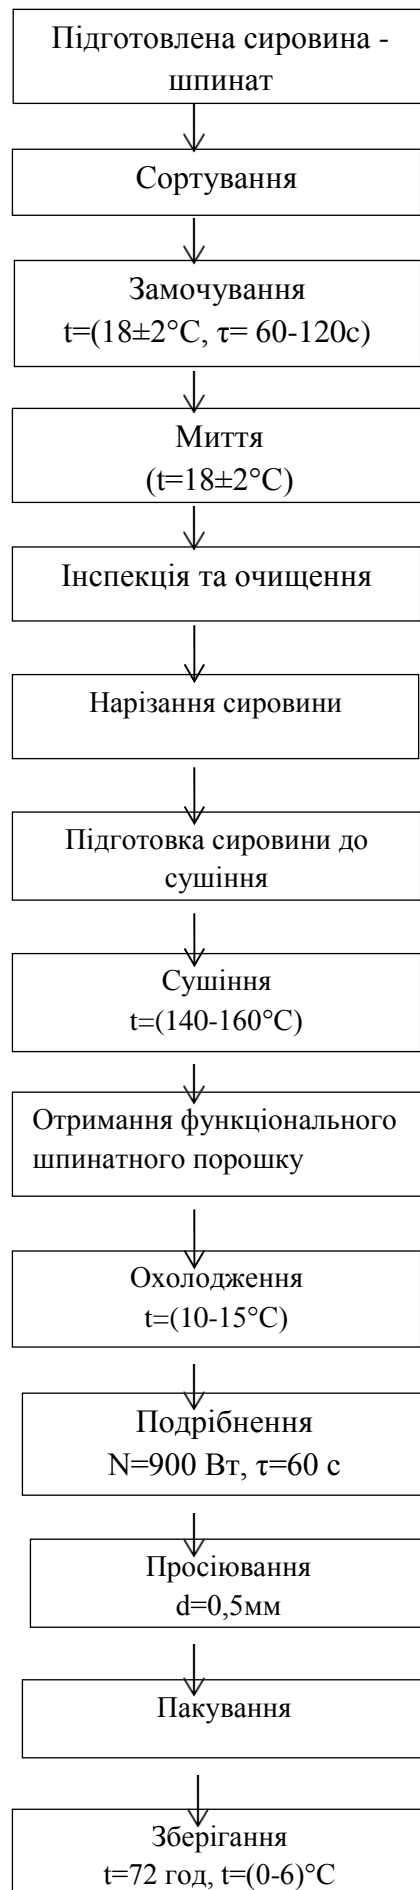 Підготовлена сировина -
шпинат
Сортування
Замочування
t=(18±2°C, τ= 60-120с)
Миття
(t=18±2°C)
Інспекція та очищення
Нарізання сировини
Підготовка сировини до
сушіння
Сушіння
t=(140-160°C)
Отримання функціонального
шпинатного порошку
Охолодження
t=(10-15°C)
Подрібнення
N=900 Вт, τ=60 с
Просіювання
d=0,5мм
Пакування
Зберігання
t=72 год, t=(0-6)°C